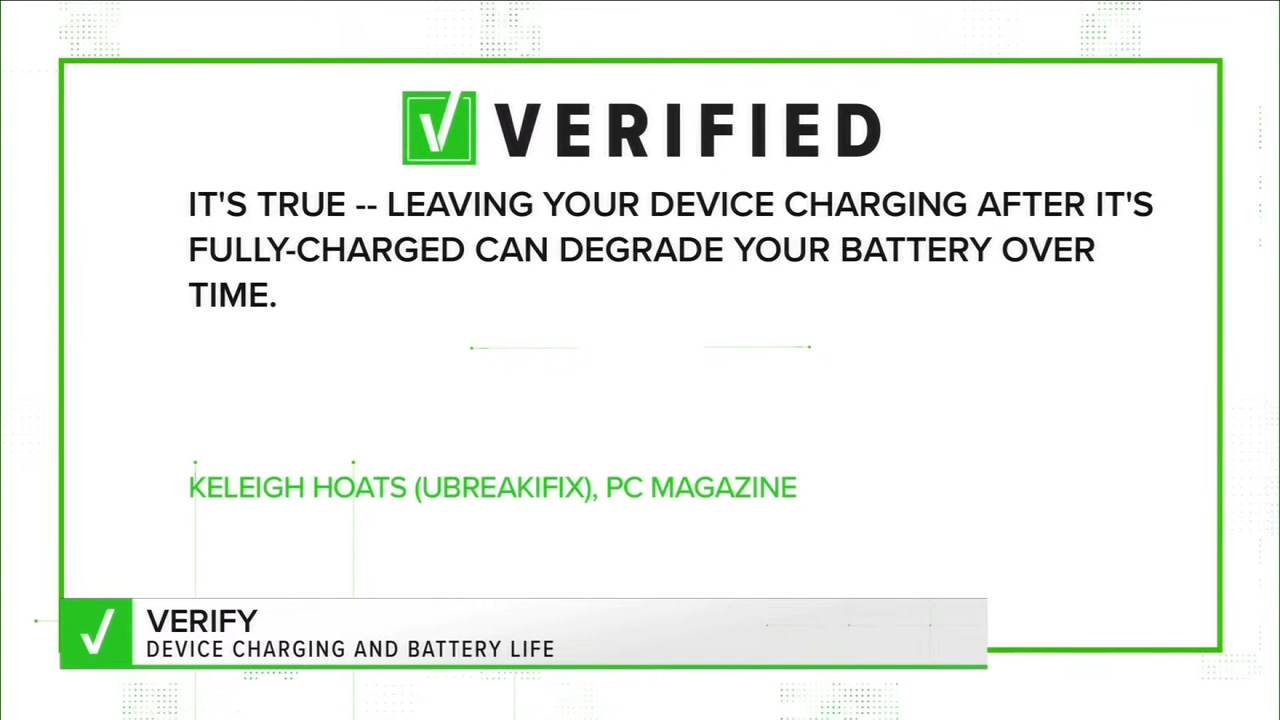 VERIFIED
IT'S TRUE -- LEAVING YOUR DEVICE CHARGING AFTER IT'S
FULLY-CHARGED CAN DEGRADE YOUR BATTERY OVER
TIME.
KELEIGH HOATS (UBREAKIFIX), PC MAGAZINE
VERIFY
DEVICE CHARGING AND BATTERY LIFE